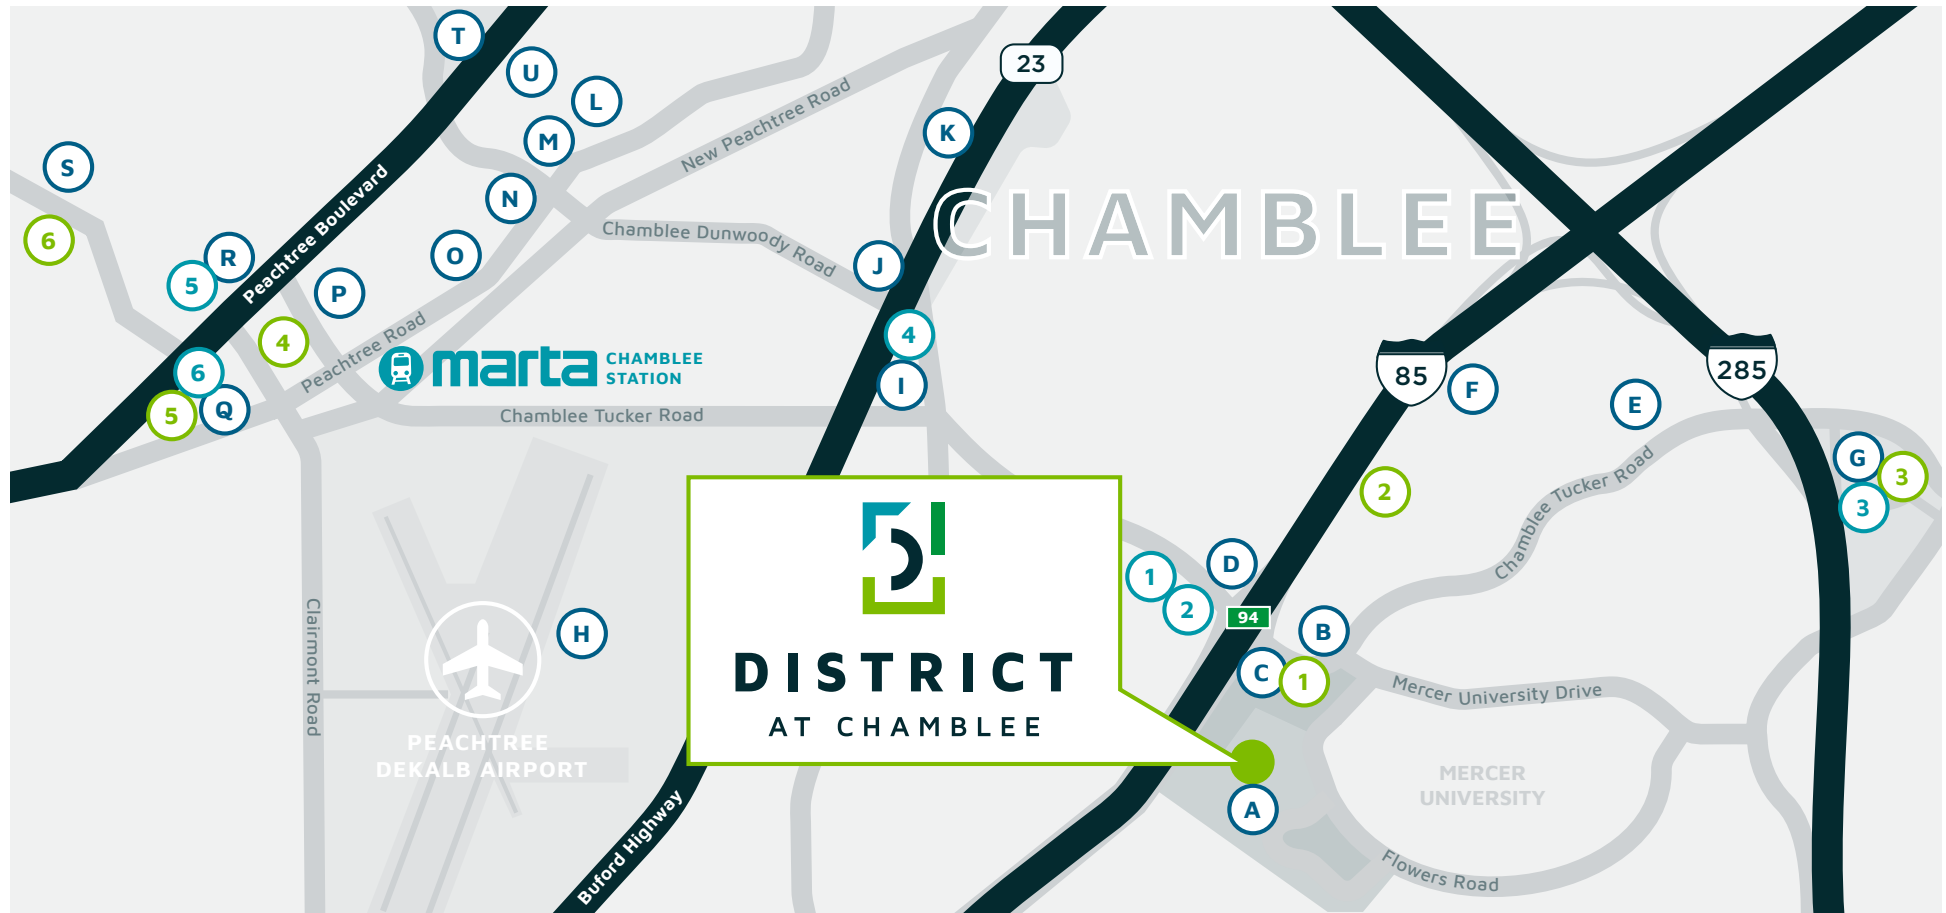 T
U
23
L
K
M
New Peachtree Road
S
N
Peachtree Boulevard
CHAMBLEE
Chamblee Dunwoody Road
6
R
O
J
5
P
4
4
Peachtree Road
marta
CHAMBLEE
STATION
6
I
85
285
F
E
5
Q
Chamblee Tucker Road
G
3
2
3
Chamblee Tucker Road
D
1
2
94
B
H
Clairmont Road
DISTRICT
AT CHAMBLEE
C
1
Mercer University Drive
PEACHTREE
DEKALB AIRPORT
MERCER
UNIVERSITY
A
Buford Highway
Flowers Road